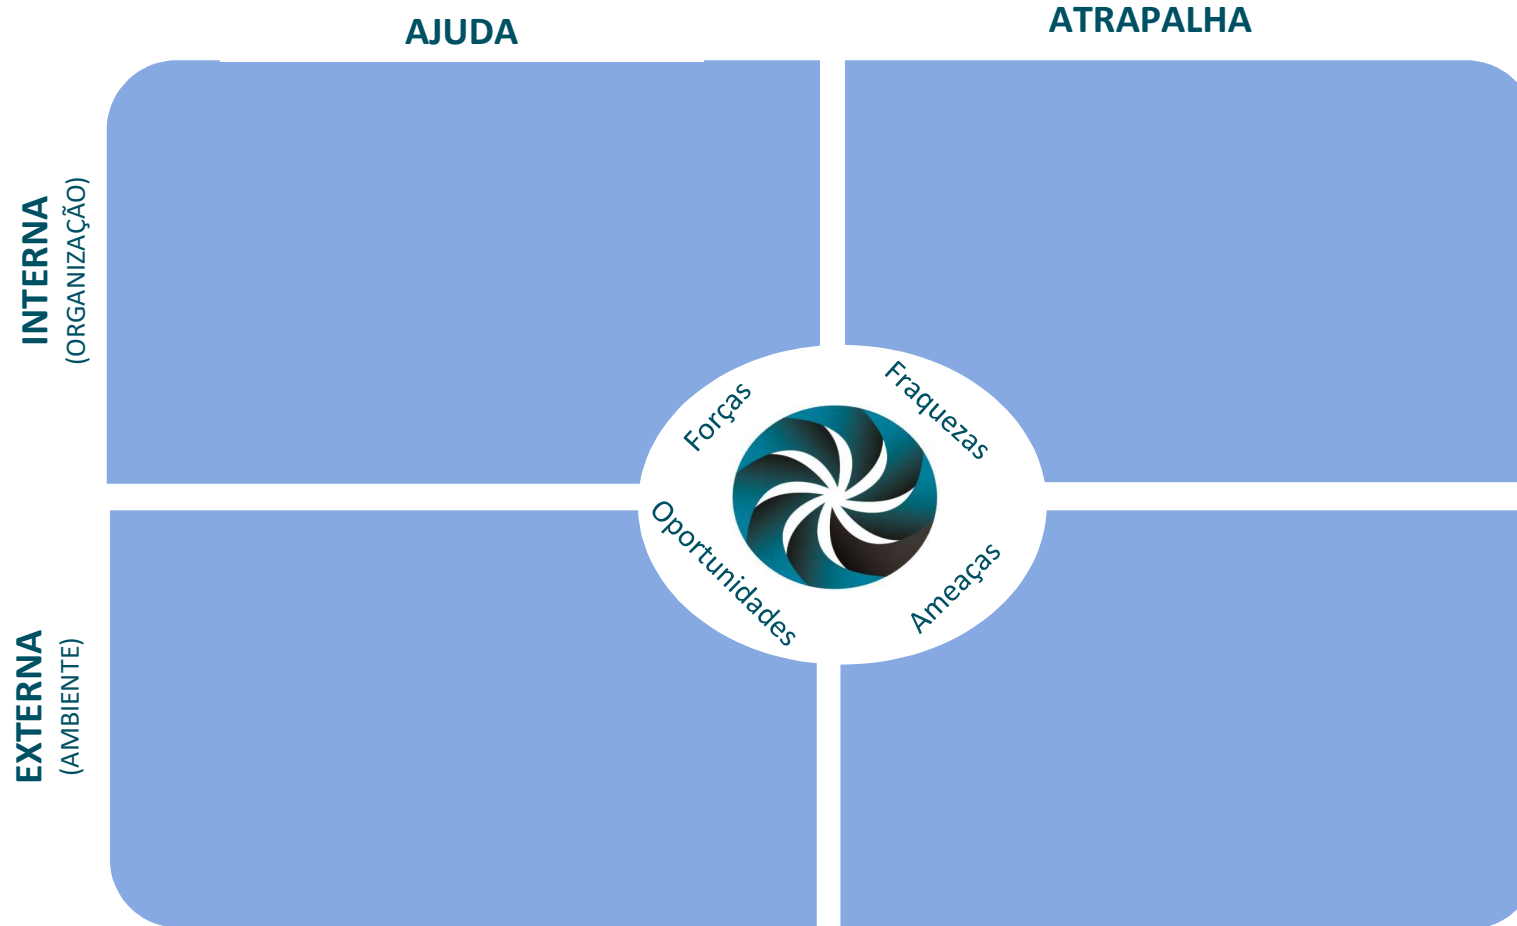 AJUDA
ATRAPALHA
INTERNA
(ORGANIZAÇÃO)
Forças
Fraquezas
Oportunidades
Ameaças
EXTERNA
(AMBIENTE)